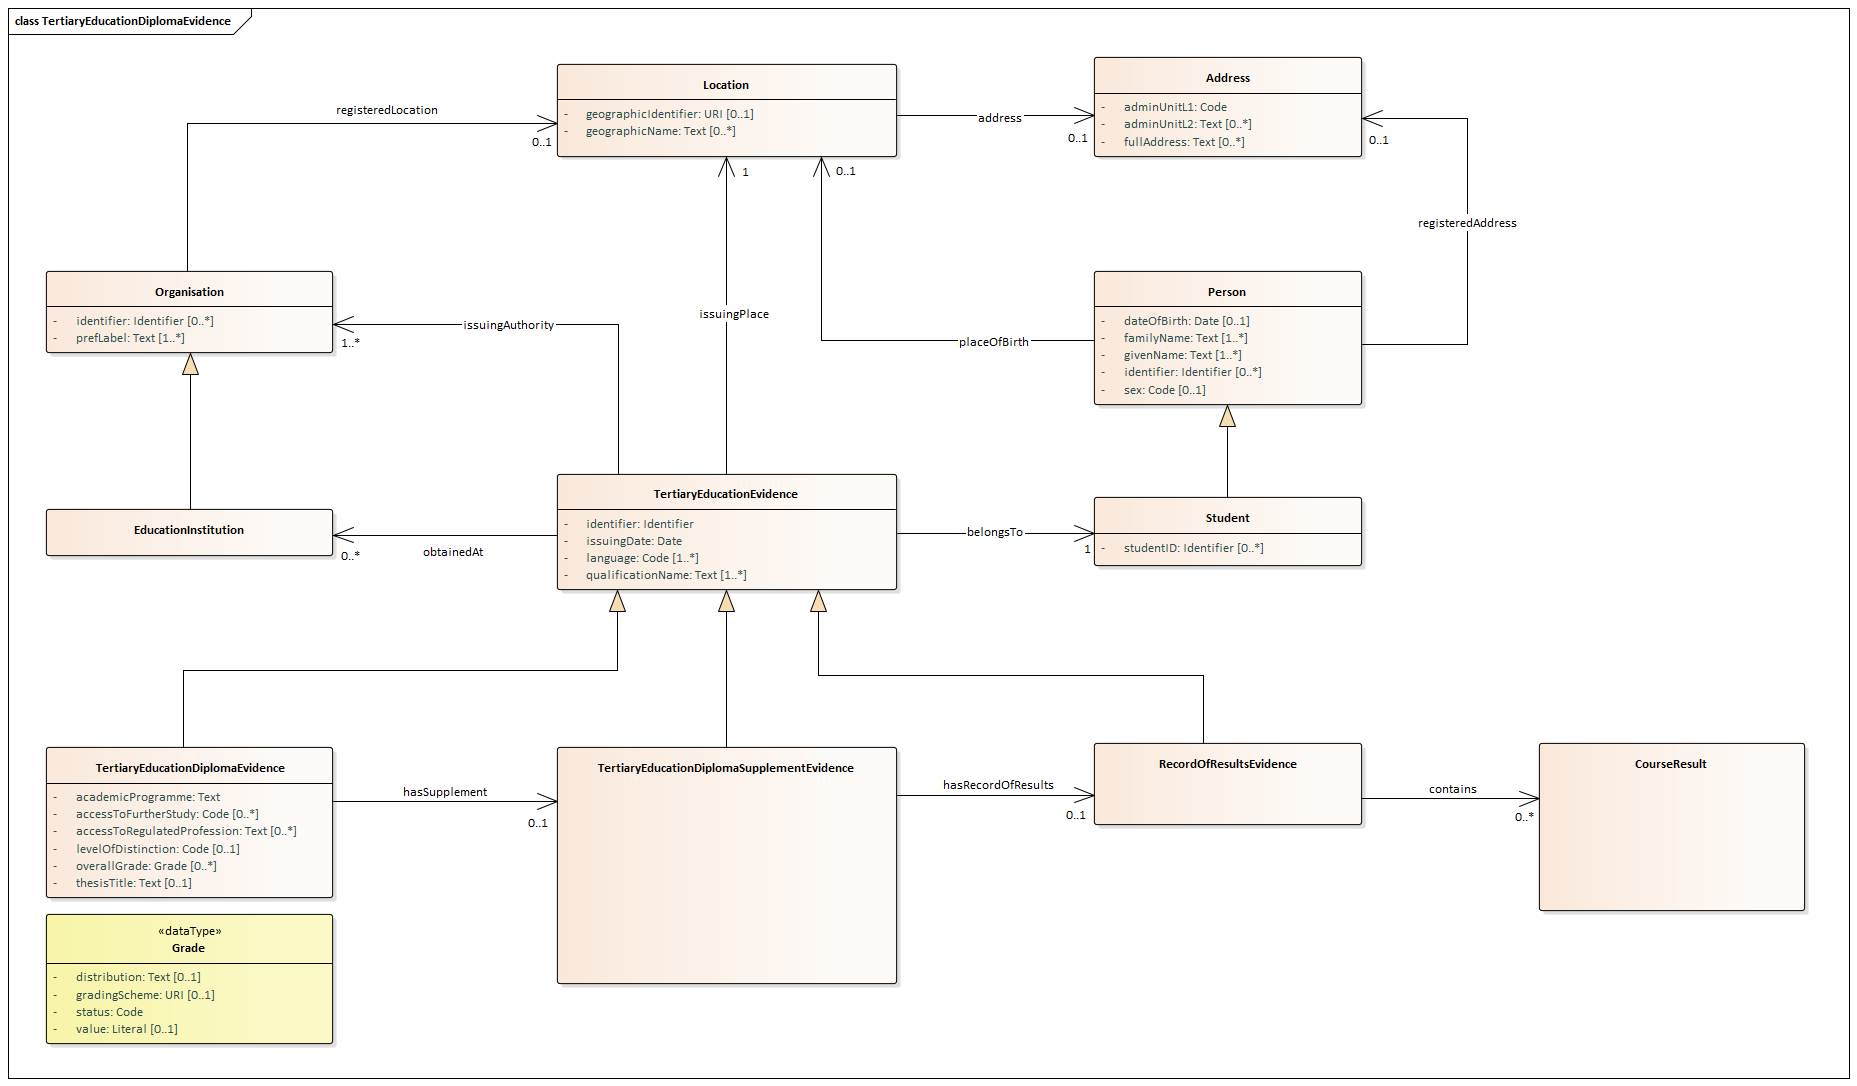 class TertiaryEducationDiplomaEvidence
Location
- geographicIdentifier: URI [0..1]
- geographicName: Text [0..*]
Address
- adminUnitL1: Code
- adminUnitL2: Text [0..*]
- fullAddress: Text [0..*]
registeredLocation
0..1
address
0..1
0..1
1
0..1
registeredAddress
Organisation
- identifier: Identifier [0..*]
- prefLabel: Text [1..*]
issuingAuthority
1..*
issuingPlace
placeOfBirth
Person
- dateOfBirth: Date [0..1]
- familyName: Text [1..*]
- givenName: Text [1..*]
- identifier: Identifier [0..*]
- sex: Code [0..1]
EducationInstitution
0..*
obtainedAt
TertiaryEducationEvidence
- identifier: Identifier
- issuingDate: Date
- language: Code [1..*]
- qualificationName: Text [1..*]
belongsTo
1
Student
- studentID: Identifier [0..*]
TertiaryEducationDiplomaEvidence
- academicProgramme: Text
- accessToFurtherStudy: Code [0..*]
- accessToRegulatedProfession: Text [0..*]
- levelOfDistinction: Code [0..1]
- overallGrade: Grade [0..*]
- thesisTitle: Text [0..1]
hasSupplement
0..1
TertiaryEducationDiplomaSupplementEvidence
hasRecordOfResults
0..1
RecordOfResultsEvidence
contains
0..*
CourseResult
«dataType»
Grade
- distribution: Text [0..1]
- gradingScheme: URI [0..1]
- status: Code
- value: Literal [0..1]